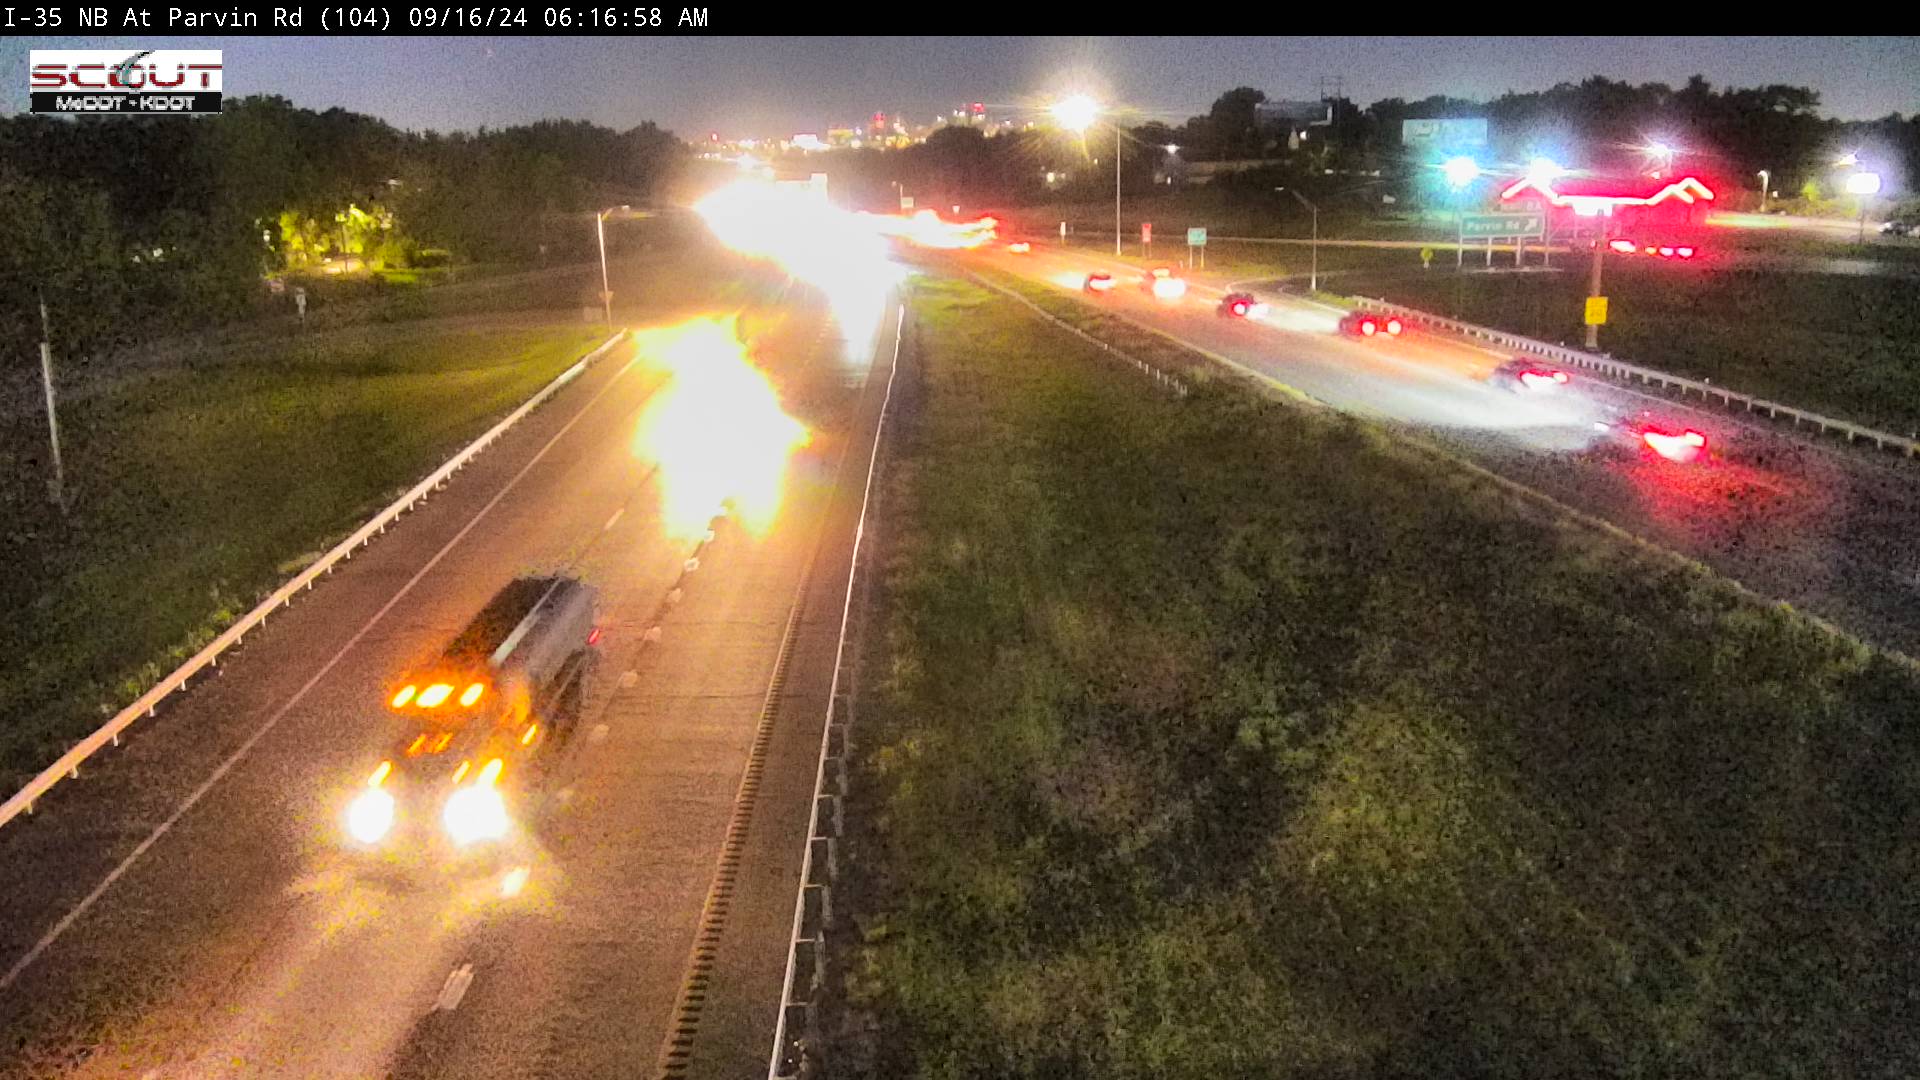 I-35 NB At Parvin Rd (104) 09/16/24 06:16:58 AM
SCOUT
MoDOT - KDOT
Parvin Rd